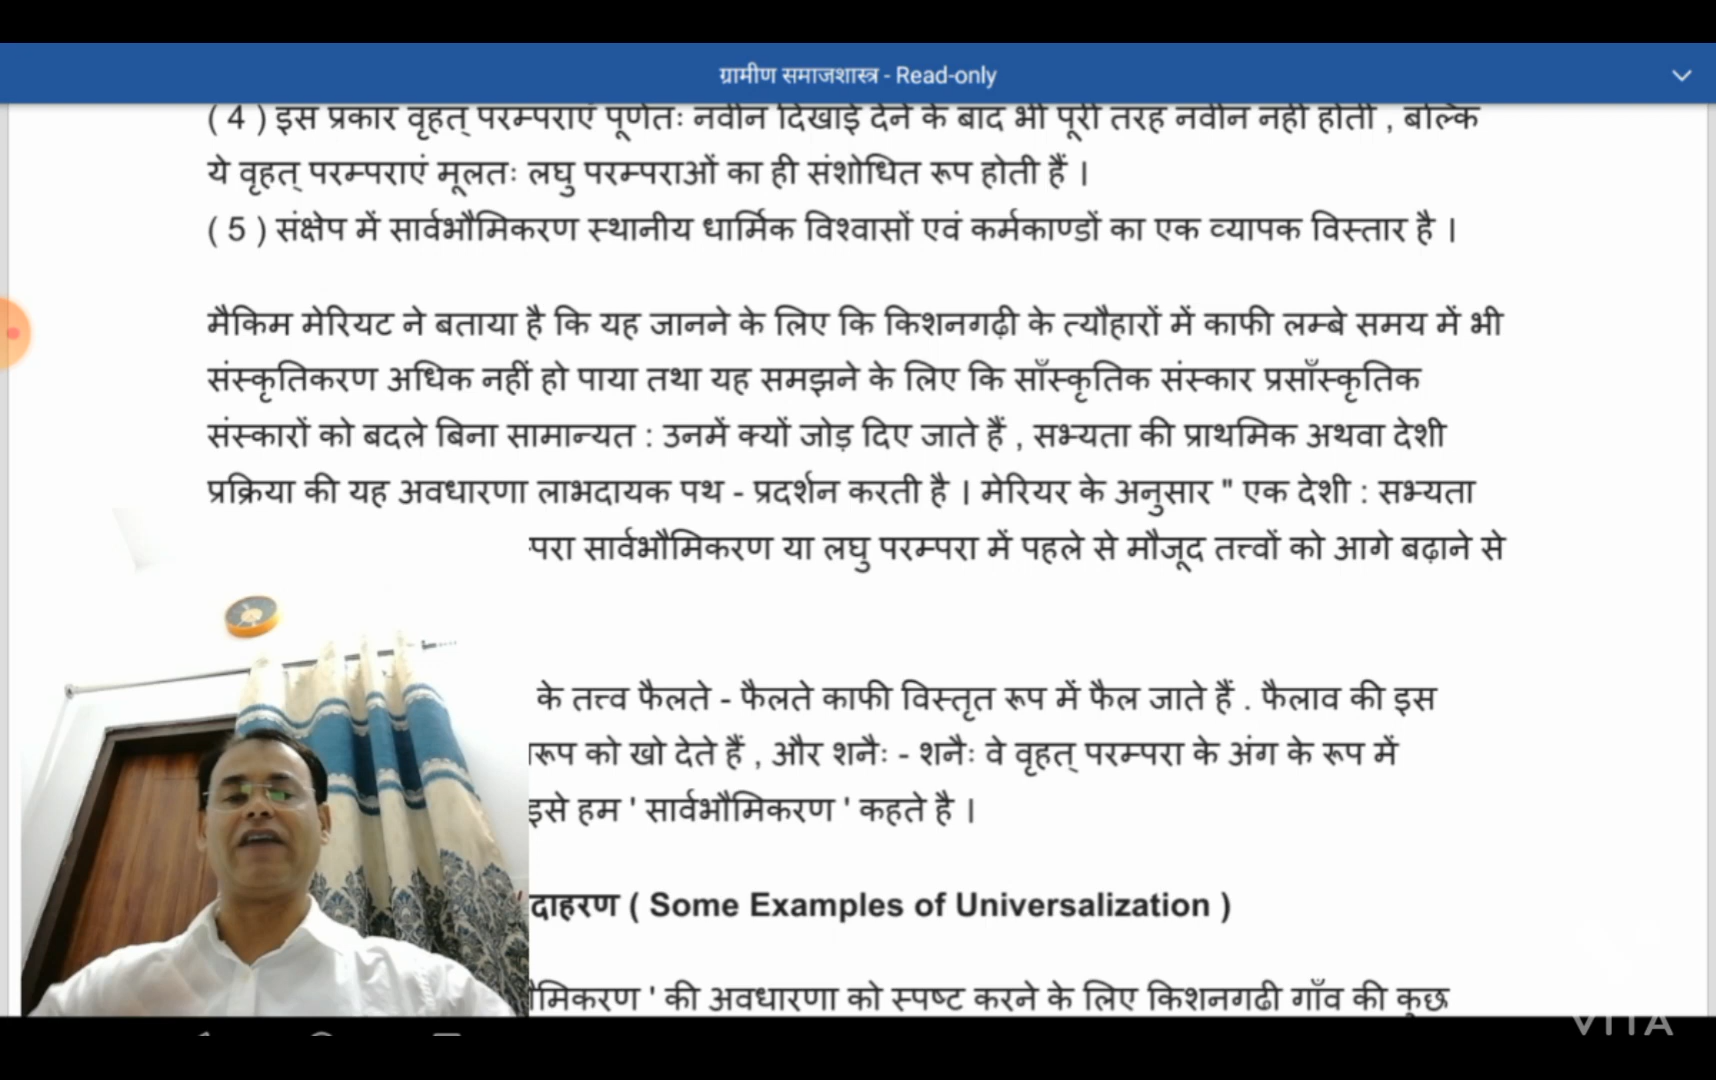 ग्रामीण समाजशास्त्र - Read-only
( 4 ) इस प्रकार वृहत् परम्पराएं पूर्णतः नवीन दिखाई देने के बाद भी पूरी तरह नवीन नहीं होती , बल्कि
ये वृहत् परम्पराएं मूलतः लघु परम्पराओं का ही संशोधित रूप होती हैं ।
( 5 ) संक्षेप में सार्वभौमिकरण स्थानीय धार्मिक विश्वासों एवं कर्मकाण्डों का एक व्यापक विस्तार है ।
मैकिम मेरियट ने बताया है कि यह जानने के लिए कि किशनगढ़ी के त्यौहारों में काफी लम्बे समय में भी
संस्कृतिकरण अधिक नहीं हो पाया तथा यह समझने के लिए कि साँस्कृतिक संस्कार प्रसाँस्कृतिक
संस्कारों को बदले बिना सामान्यत : उनमें क्यों जोड़ दिए जाते हैं , सभ्यता की प्राथमिक अथवा देशी
प्रक्रिया की यह अवधारणा लाभदायक पथ - प्रदर्शन करती है । मेरियर के अनुसार " एक देशी : सभ्यता
परा सार्वभौमिकरण या लघु परम्परा में पहले से मौजूद तत्त्वों को आगे बढ़ाने से
के तत्त्व फैलते - फैलते काफी विस्तृत रूप में फैल जाते हैं . फैलाव की इस
रूप को खो देते हैं , और शनैः - शनैः वे वृहत् परम्परा के अंग के रूप में
इसे हम ' सार्वभौमिकरण ' कहते है ।
दाहरण ( Some Examples of Universalization )
मिकरण ' की अवधारणा को स्पष्ट करने के लिए किशनगढी गाँव की कुछ
VITA